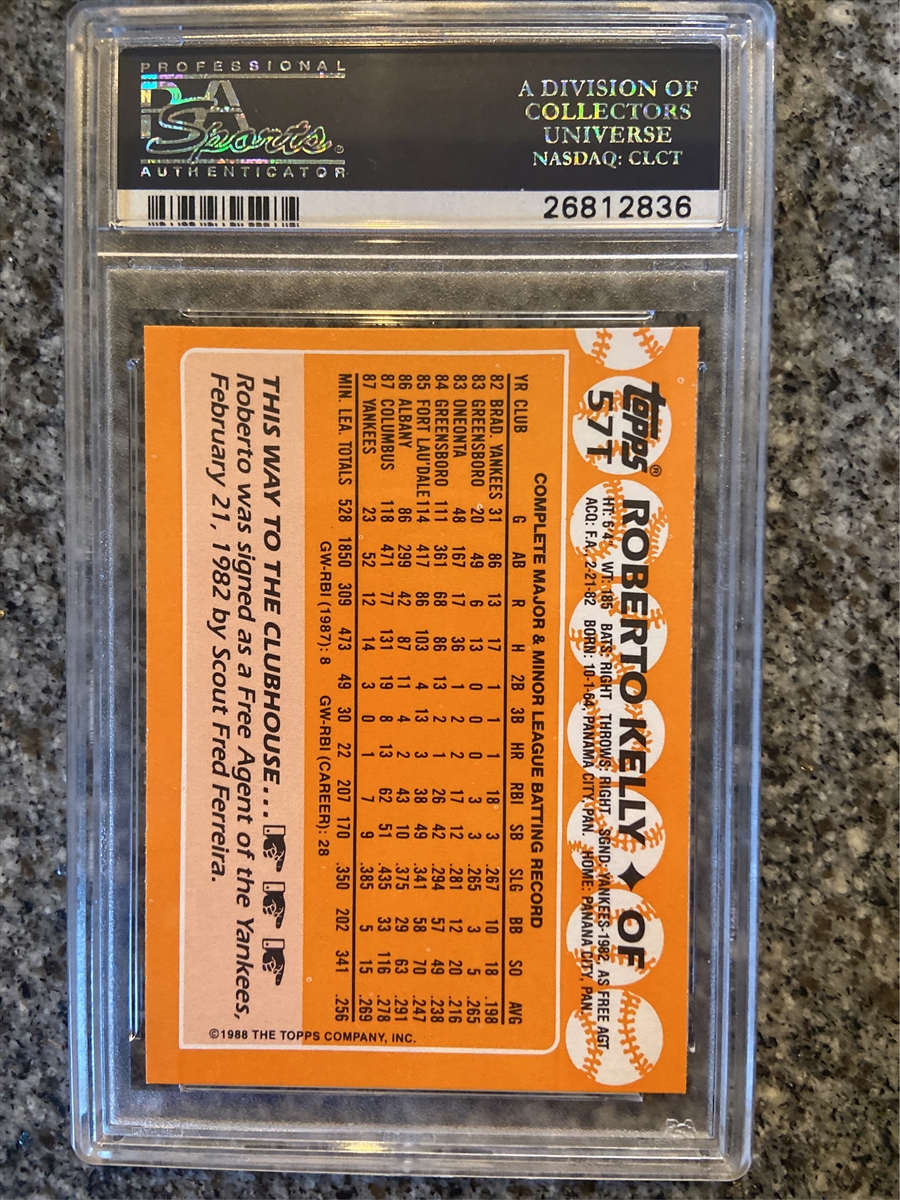 PROFESSIONAL
PSA
Sports
AUTHENTICATOR
A DIVISION OF
COLLECTORS
UNIVERSE
NASDAQ: CLCT
26812836
Topps®
57T
ROBERTO KELLY ♦ OF
HT: 6'4" WT: 185 BATS: RIGHT THROWS: RIGHT SGND: YANKEES-1982, AS FREE AGT
ACQ: F.A., 2-21-82 BORN: 10-1-64, PANAMA CITY, PAN. HOME: PANANA CITY, PAN.
COMPLETE MAJOR & MINOR LEAGUE BATTING RECORD
YR CLUB G AB R H 2B 3B HR RBI SB SLG BB SO AVG
82 BRAD. YANKEES 31 86 13 17 1 1 1 18 3 .267 10 18 .198
83 GREENSBORO 20 49 6 13 0 0 0 3 3 .265 3 5 .265
83 ONEONTA 48 167 17 36 1 2 2 17 12 .281 12 20 .216
84 GREENSBORO 111 361 68 86 13 2 1 26 42 .294 57 49 .238
85 FORT LAU'DALE 114 417 86 103 4 13 3 38 49 .341 58 70 .247
86 ALBANY 86 299 42 87 11 4 2 43 10 .375 29 63 .291
87 COLUMBUS 118 471 77 131 19 8 13 62 51 .435 33 116 .278
87 YANKEES 23 52 12 14 3 0 1 7 9 .385 5 15 .269
MIN. LEA. TOTALS 528 1850 309 473 49 30 22 207 170 .350 202 341 .256
GW-RBI (1987): 8 GW-RBI (CAREER): 28
THIS WAY TO THE CLUBHOUSE...
Roberto was signed as a Free Agent of the Yankees,
February 21, 1982 by Scout Fred Ferreira.
©1988 THE TOPPS COMPANY, INC.
PSA